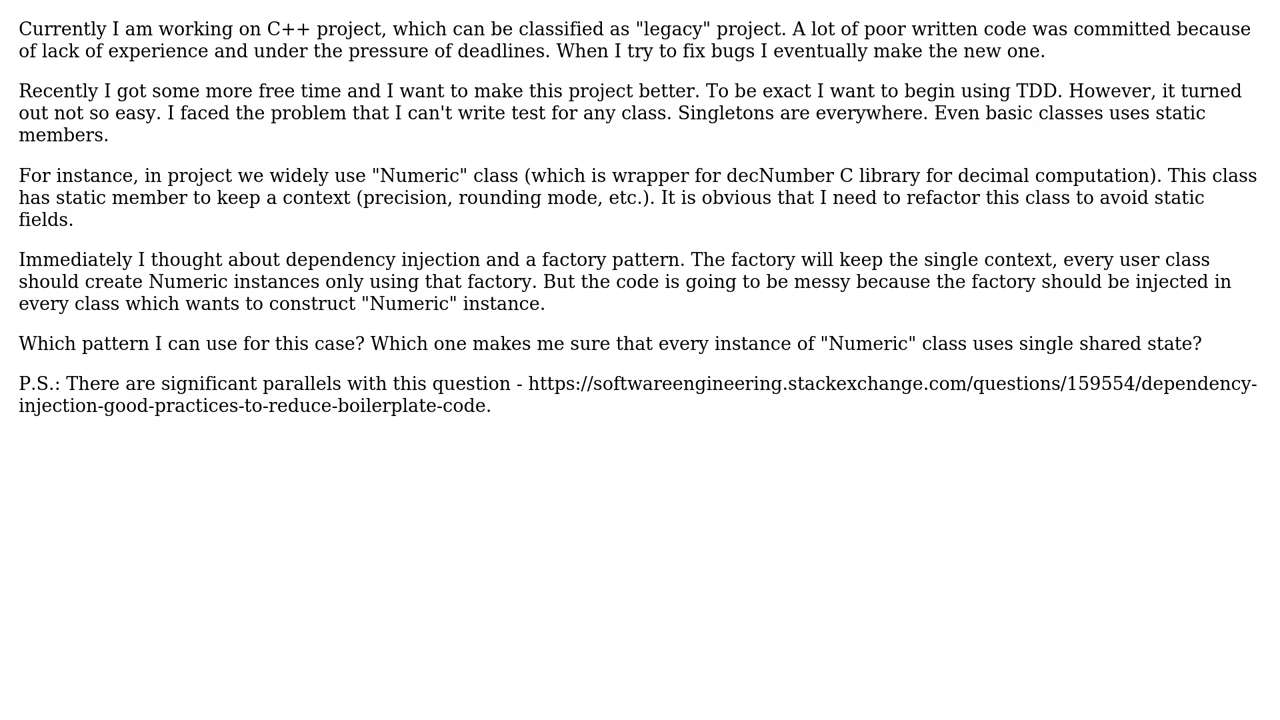 Currently I am working on C++ project, which can be classified as "legacy" project. A lot of poor written code was committed because
of lack of experience and under the pressure of deadlines. When I try to fix bugs I eventually make the new one.
Recently I got some more free time and I want to make this project better. To be exact I want to begin using TDD. However, it turned
out not so easy. I faced the problem that I can't write test for any class. Singletons are everywhere. Even basic classes uses static
members.
For instance, in project we widely use "Numeric" class (which is wrapper for decNumber C library for decimal computation). This class
has static member to keep a context (precision, rounding mode, etc.). It is obvious that I need to refactor this class to avoid static
fields.
Immediately I thought about dependency injection and a factory pattern. The factory will keep the single context, every user class
should create Numeric instances only using that factory. But the code is going to be messy because the factory should be injected in
every class which wants to construct "Numeric" instance.
Which pattern I can use for this case? Which one makes me sure that every instance of "Numeric" class uses single shared state?
P.S.: There are significant parallels with this question - https://softwareengineering.stackexchange.com/questions/159554/dependency-
injection-good-practices-to-reduce-boilerplate-code.